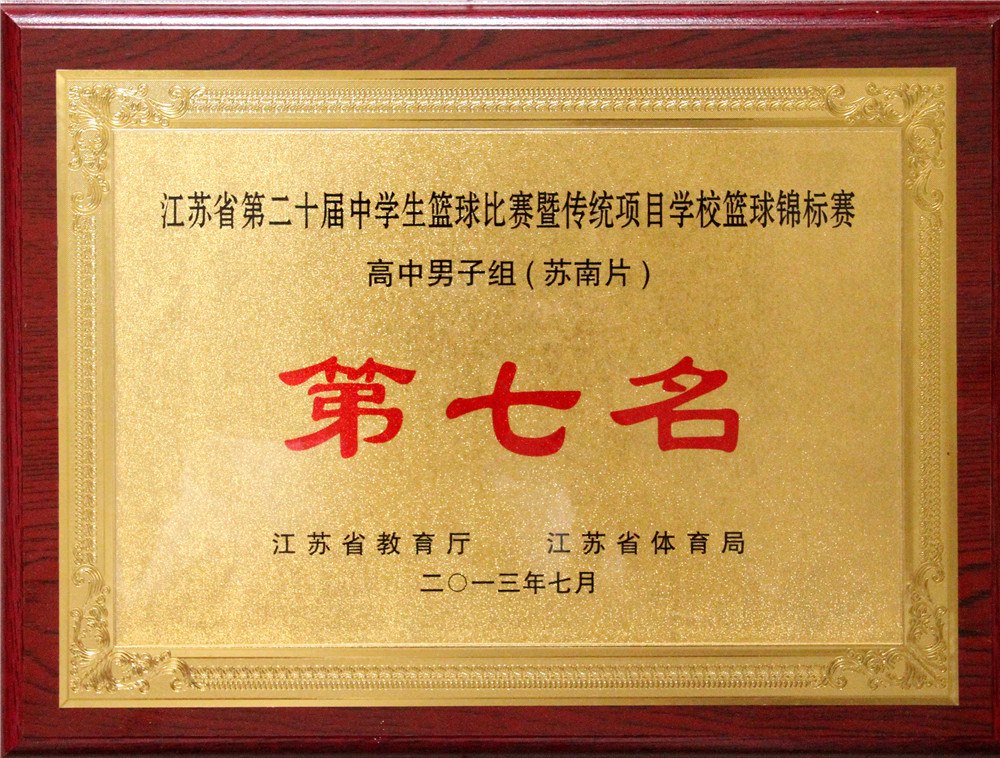 江苏省第二十届中学生篮球比赛暨传统项目学校篮球锦标赛
高中男子组(苏南片)
第七名
江苏省教育厅 江苏省体育局
二〇一三年七月